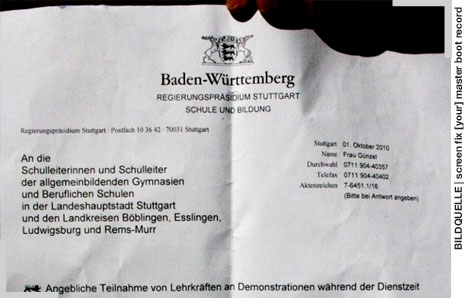 Baden-Württemberg
REGIERUNGSPRÄSIDIUM STUTTGART
SCHULE UND BILDUNG
Regierungspräsidium Stuttgart · Postfach 10 36 42 · 70031 Stuttgart
An die
Schulleiterinnen und Schulleiter
der allgemeinbildenden Gymnasien
und Beruflichen Schulen
in der Landeshauptstadt Stuttgart
und den Landkreisen Böblingen, Esslingen,
Ludwigsburg und Rems-Murr
Stuttgart 01. Oktober 2010
Name Frau Günzel
Durchwahl 0711 904-40357
Telefax 0711 904-40402
Aktenzeichen 7-6451.1/16
(Bitte bei Antwort angeben)
Angebliche Teilnahme von Lehrkräften an Demonstrationen während der Dienstzeit
BILDQUELLE | screen fix [your] master boot record